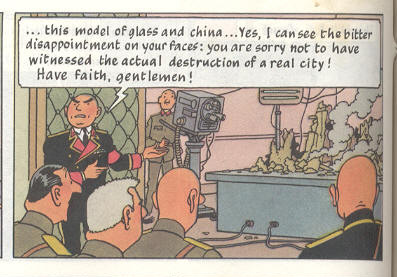 ... this model of glass and china... Yes, I can see the bitter
disappointment on your faces: you are sorry not to have
witnessed the actual destruction of a real city!
Have faith, gentlemen!